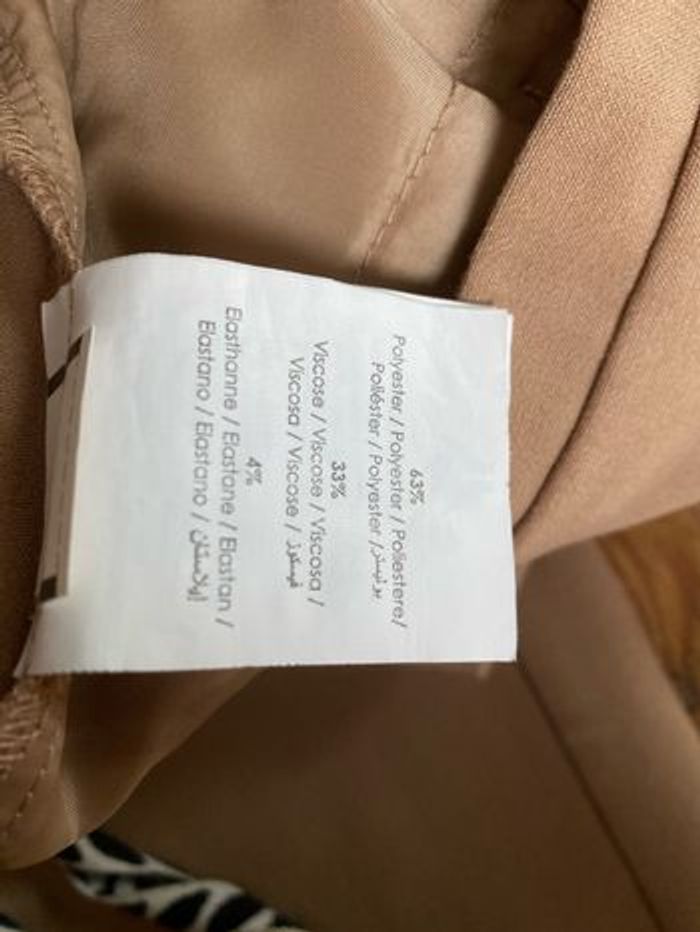 63%
Polyester / Polyester / Poliestere/
Poliéster / Polyester /بوليستر
33%
Viscose / Viscose / Viscosa /
Viscosa / Viscose / فيسكوز
4%
Elasthanne / Elastane / Elastan /
Elastano / Elastano / إيلاستان